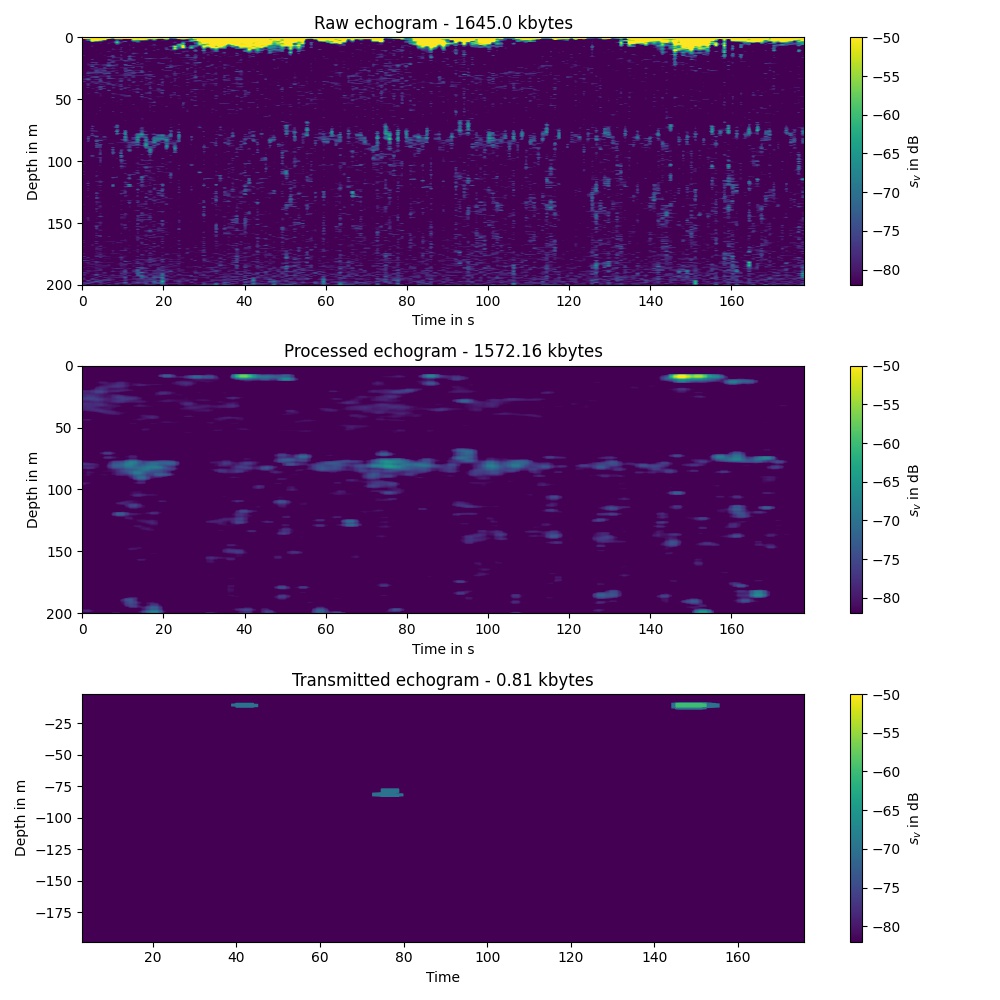 Raw echogram - 1645.0 kbytes
0
50
100
150
200
Depth in m
0 20 40 60 80 100 120 140 160
Time in s
−50
−55
−60
−65
−70
−75
−80
sv in dB
Processed echogram - 1572.16 kbytes
0
50
100
150
200
Depth in m
0 20 40 60 80 100 120 140 160
Time in s
−50
−55
−60
−65
−70
−75
−80
sv in dB
Transmitted echogram - 0.81 kbytes
−25
−50
−75
−100
−125
−150
−175
Depth in m
20 40 60 80 100 120 140 160
Time
−50
−55
−60
−65
−70
−75
−80
sv in dB